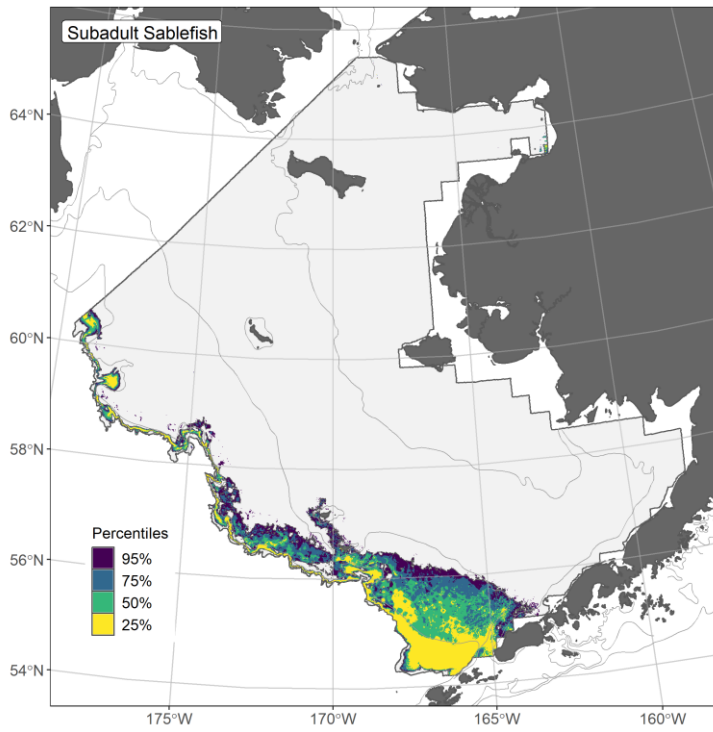 Subadult Sablefish
64°N
62°N
60°N
58°N
56°N
54°N
Percentiles
95%
75%
50%
25%
175°W
170°W
165°W
160°W